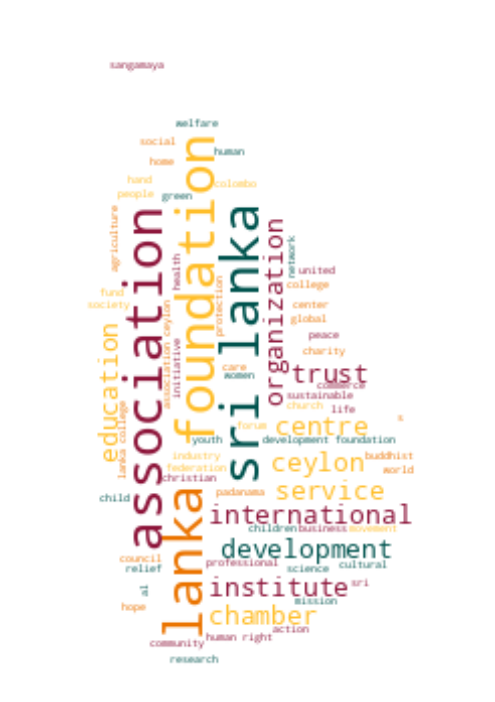 sangamaya
welfare
social
human
home
foundation
hand
colombo
people
green
agriculture
association
sri lanka
organization
network
health
united
college
protection
fund
society
center
global
association ceylon
education
initiative
peace
charity
care
women
trust
commerce
sustainable
lanka college
church
life
s
forum
centre
youth
development foundation
industry
ceylon
buddhist
federation
world
christian
lanka
padanama
service
child
international
children
business
movement
development
council
relief
professional
science
cultural
institute
sri
al
mission
hope
chamber
action
community
human right
research